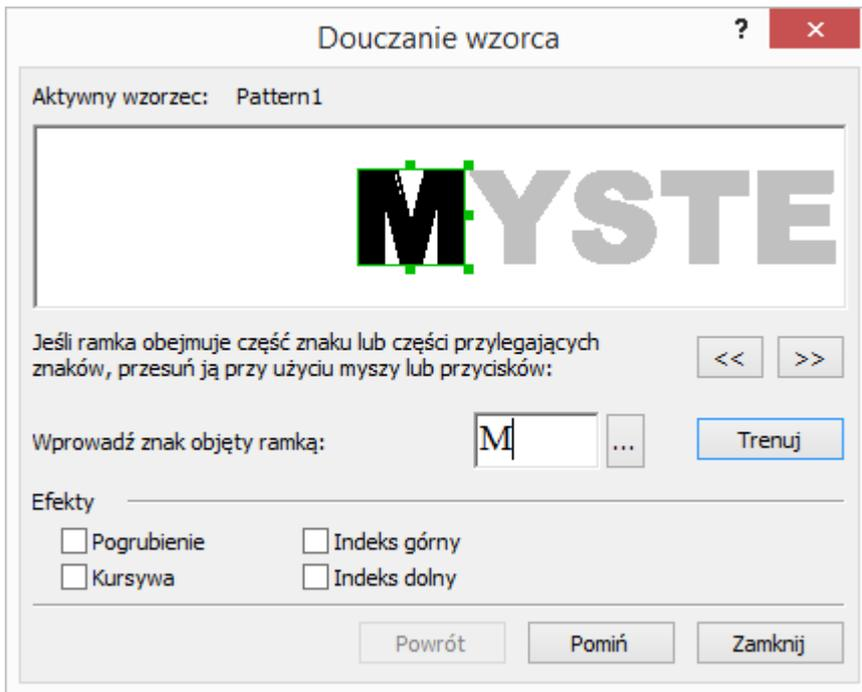 Douczanie wzorca ? ×
Aktywny wzorzec: Pattern1
MYSTE
Jeśli ramka obejmuje część znaku lub części przylegających
znaków, przesuń ją przy użyciu myszy lub przycisków: << >>
Wprowadź znak objęty ramką: M ... Trenuj
Efekty
Pogrubienie Indeks górny
Kursywa Indeks dolny
Powrót Pomiń Zamknij